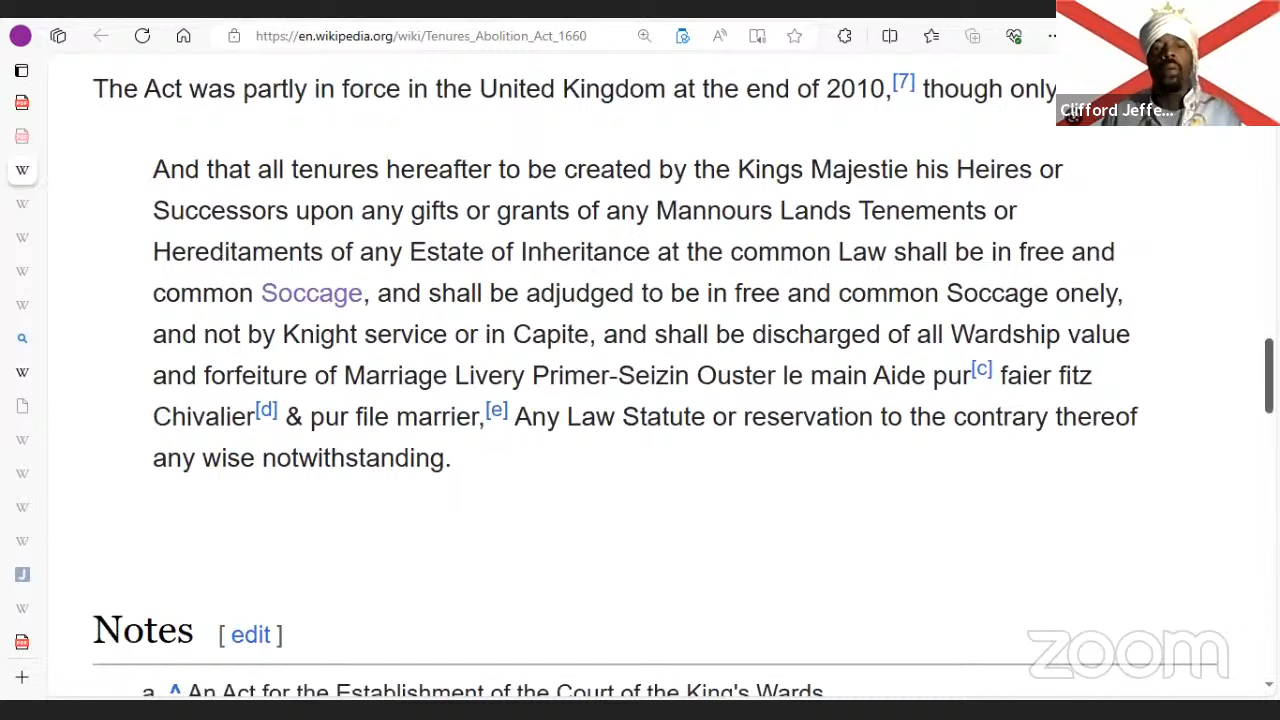 https://en.wikipedia.org/wiki/Tenures_Abolition_Act_1660
Clifford Jeffe...
The Act was partly in force in the United Kingdom at the end of 2010,[7] though only
And that all tenures hereafter to be created by the Kings Majestie his Heires or
Successors upon any gifts or grants of any Mannours Lands Tenements or
Hereditaments of any Estate of Inheritance at the common Law shall be in free and
common Soccage, and shall be adjudged to be in free and common Soccage onely,
and not by Knight service or in Capite, and shall be discharged of all Wardship value
and forfeiture of Marriage Livery Primer-Seizin Ouster le main Aide pur[c] faier fitz
Chivalier[d] & pur file marrier,[e] Any Law Statute or reservation to the contrary thereof
any wise notwithstanding.
Notes [ edit ]
a. ^ An Act for the Establishment of the Court of the King's Wards
zoom